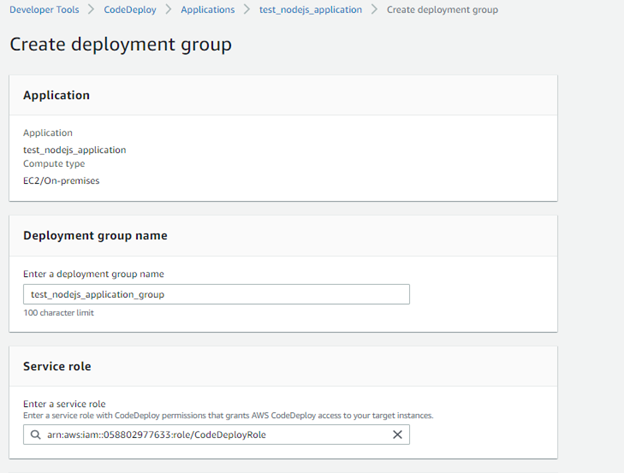 Developer Tools > CodeDeploy > Applications > test_nodejs_application > Create deployment group
Create deployment group
Application
Application
test_nodejs_application
Compute type
EC2/On-premises
Deployment group name
Enter a deployment group name
test_nodejs_application_group
100 character limit
Service role
Enter a service role
Enter a service role with CodeDeploy permissions that grants AWS CodeDeploy access to your target instances.
arn:aws:iam::058802977633:role/CodeDeployRole